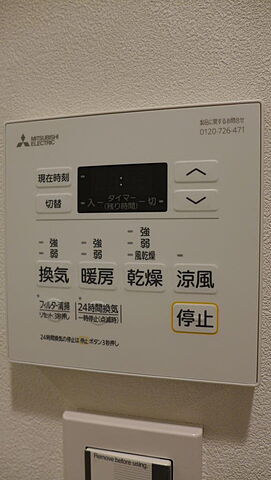 MITSUBISHI
ELECTRIC
製品に関するお問合せ
0120-726-471
現在時刻
切替
タイマー
入 (残り時間) 切
強 強 強
弱 弱 弱
風乾燥
換気 暖房 乾燥 涼風
フィルター清掃 24時間換気
リセット(3秒押し) 一時停止(点滅時)
停止
24時間換気の停止は停止ボタン3秒押し
Remove before using.